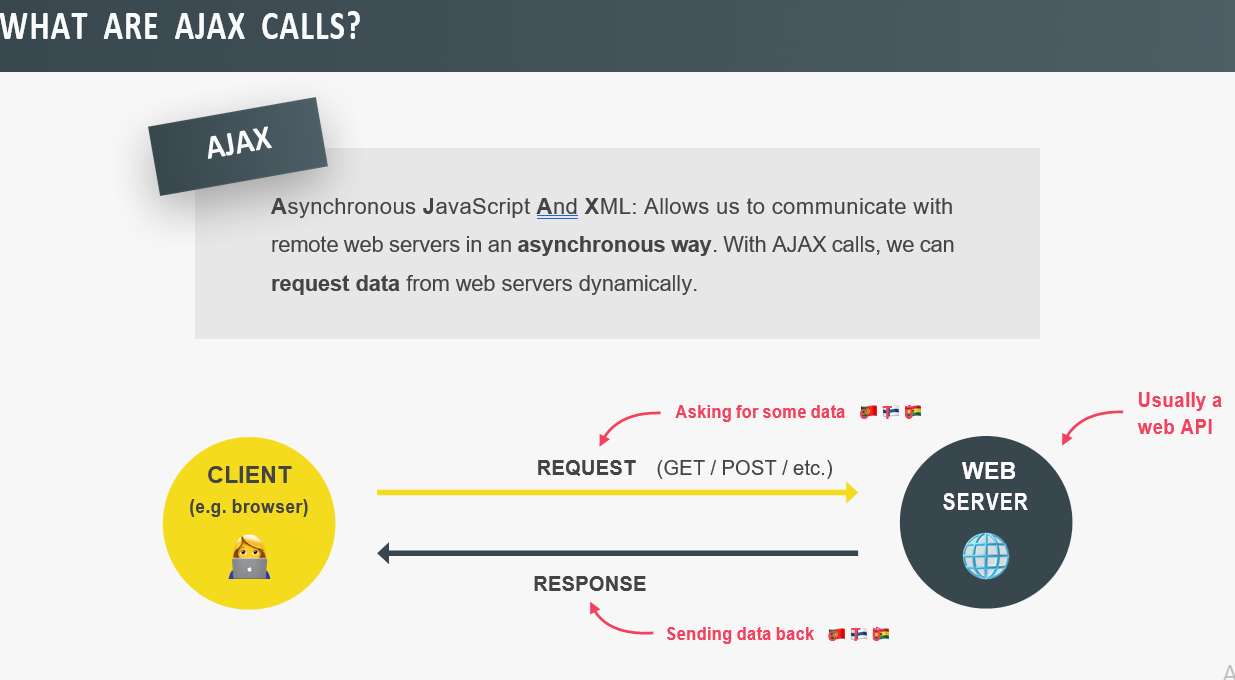 WHAT ARE AJAX CALLS?
AJAX
Asynchronous JavaScript And XML: Allows us to communicate with
remote web servers in an asynchronous way. With AJAX calls, we can
request data from web servers dynamically.
Asking for some data
Usually a
web API
REQUEST (GET / POST / etc.)
CLIENT
(e.g. browser)
WEB
SERVER
RESPONSE
Sending data back
A